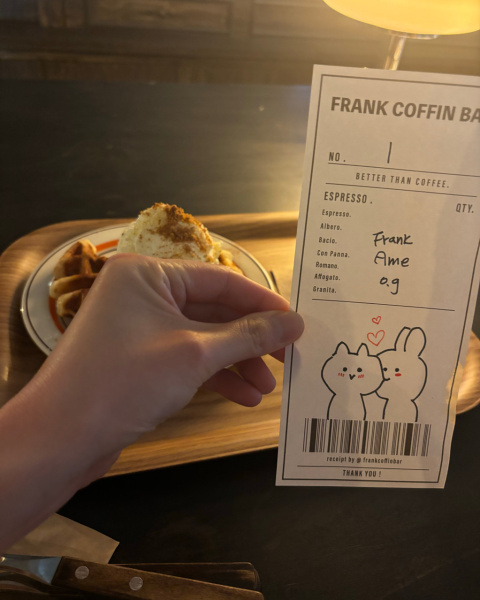 FRANK COFFIN BA
NO. 1
BETTER THAN COFFEE.
ESPRESSO. QTY.
Espresso.
Albero.
Bacio.
Con Panna.
Romano.
Affogato.
Granita.
Frank
Ame
0.g
receipt by @ frankcoffinbar
THANK YOU !